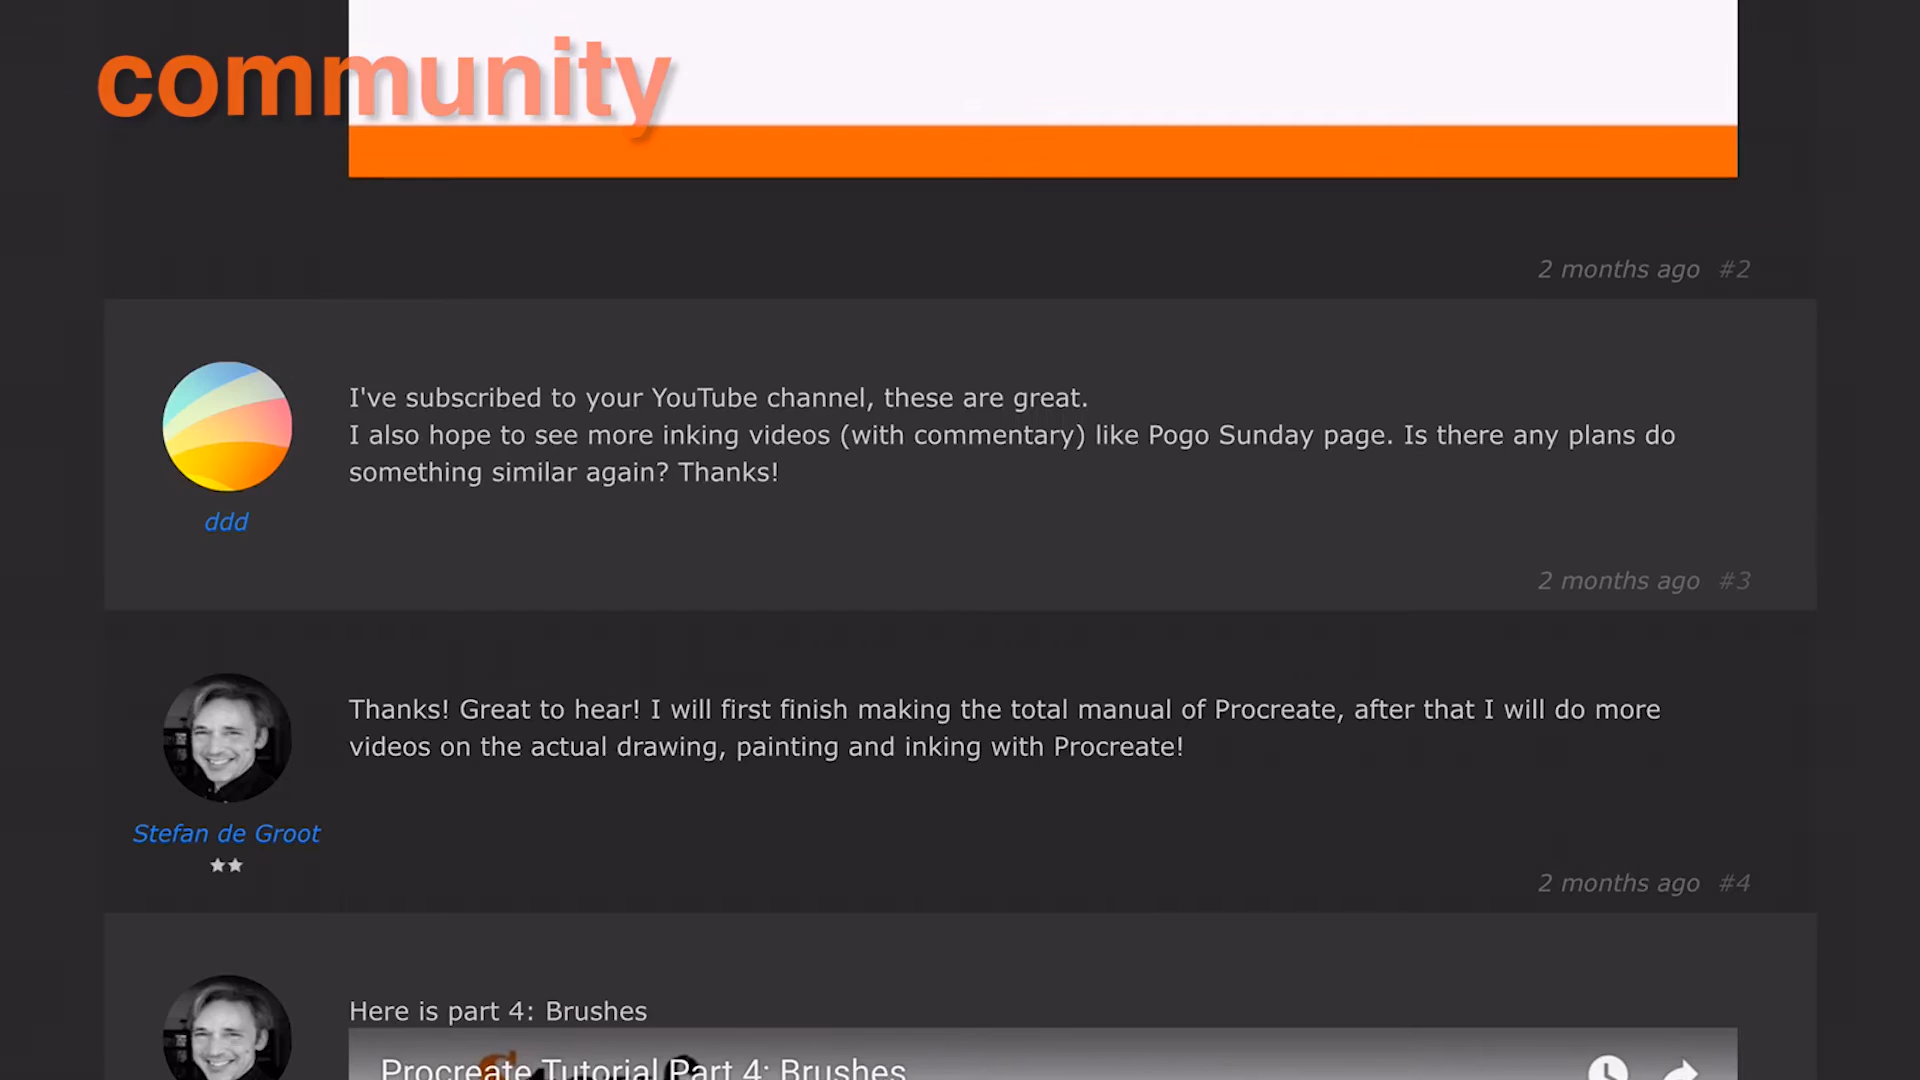 community
2 months ago #2
I've subscribed to your YouTube channel, these are great.
I also hope to see more inking videos (with commentary) like Pogo Sunday page. Is there any plans do
something similar again? Thanks!
ddd
2 months ago #3
Thanks! Great to hear! I will first finish making the total manual of Procreate, after that I will do more
videos on the actual drawing, painting and inking with Procreate!
Stefan de Groot
2 months ago #4
Here is part 4: Brushes
Procreate Tutorial Part 4: Brushes